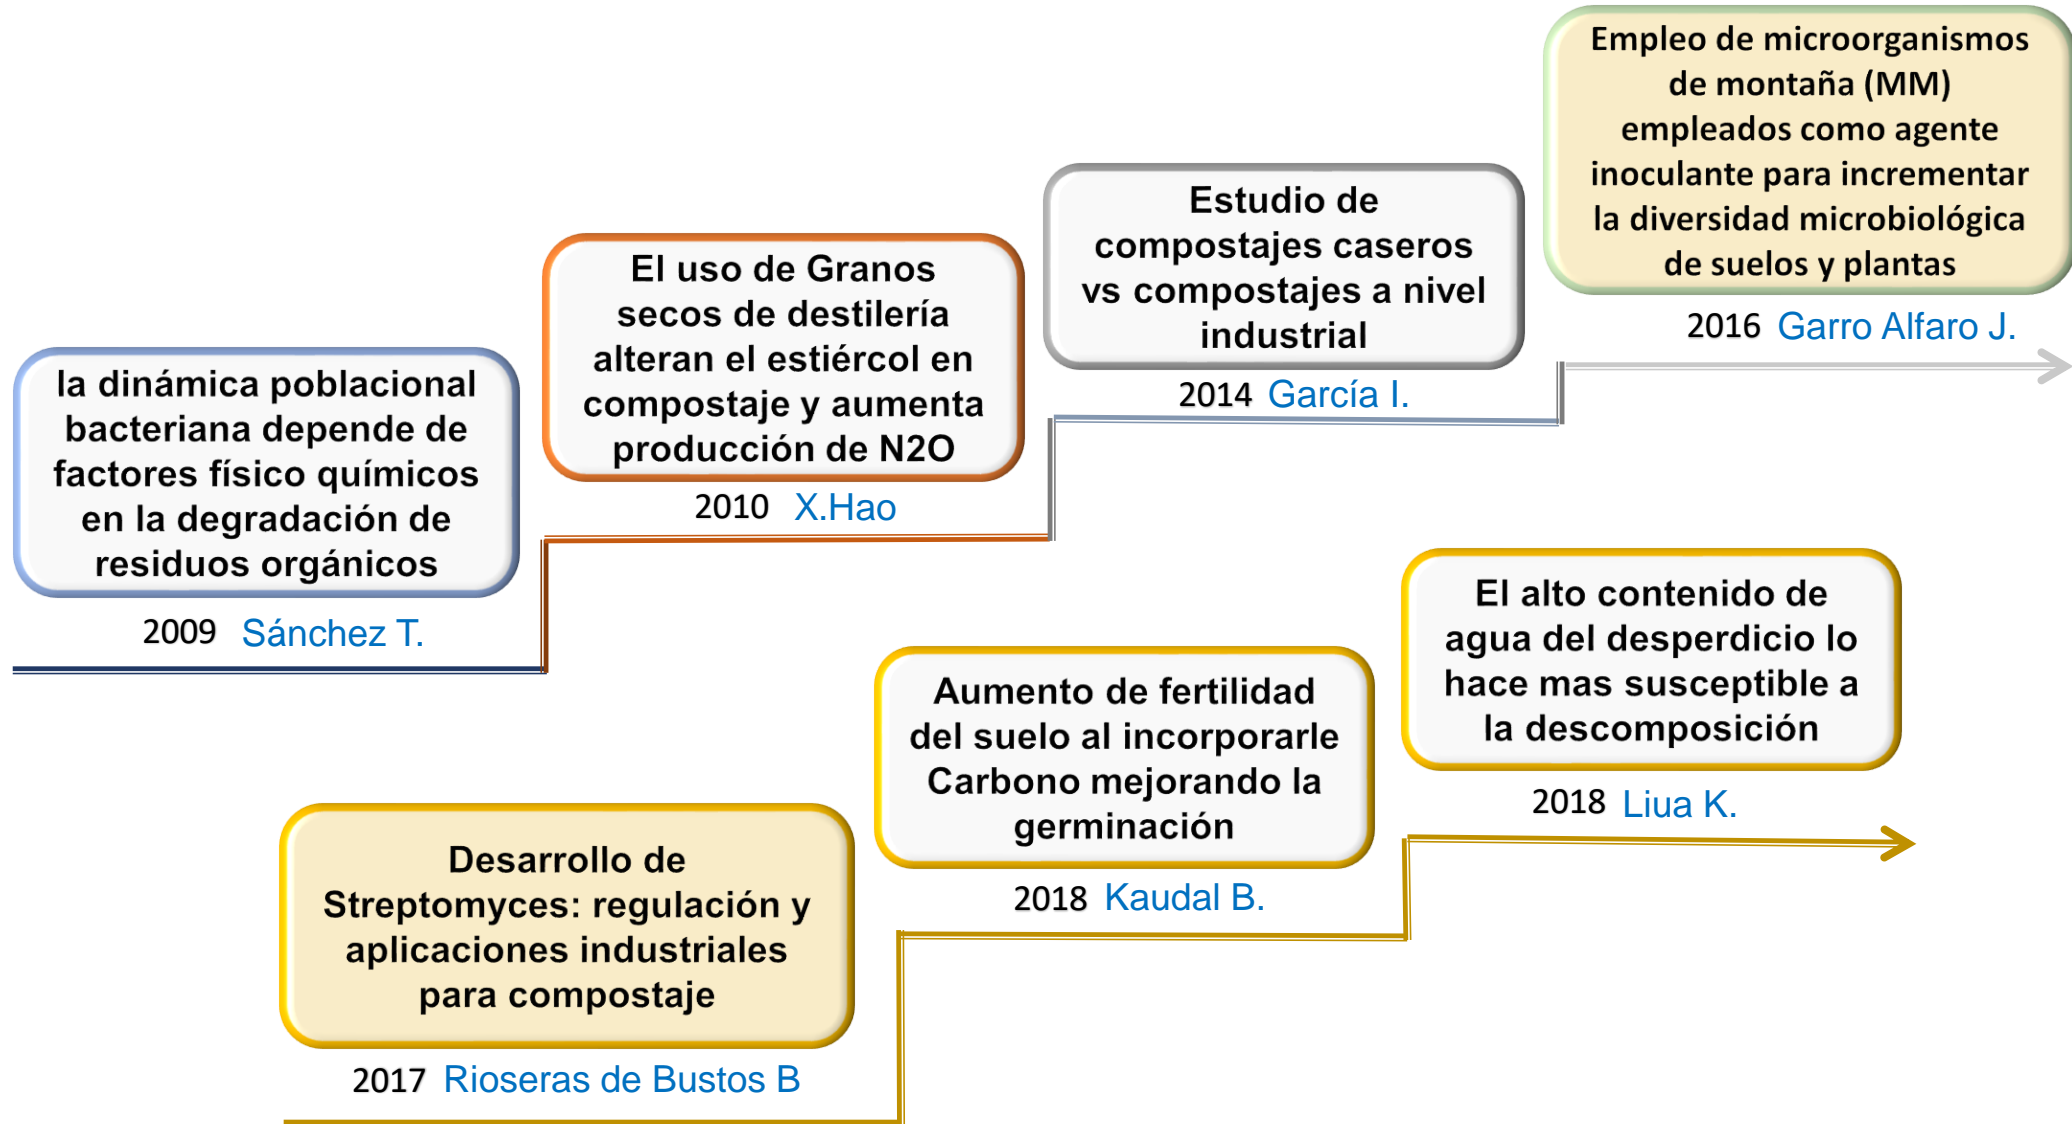 la dinámica poblacional
bacteriana depende de
factores físico químicos
en la degradación de
residuos orgánicos
2009 Sánchez T.
El uso de Granos
secos de destilería
alteran el estiércol en
compostaje y aumenta
producción de N2O
2010 X.Hao
Estudio de
compostajes caseros
vs compostajes a nivel
industrial
2014 García I.
Empleo de microorganismos
de montaña (MM)
empleados como agente
inoculante para incrementar
la diversidad microbiológica
de suelos y plantas
2016 Garro Alfaro J.
Desarrollo de
Streptomyces: regulación y
aplicaciones industriales
para compostaje
2017 Rioseras de Bustos B
Aumento de fertilidad
del suelo al incorporarle
Carbono mejorando la
germinación
2018 Kaudal B.
El alto contenido de
agua del desperdicio lo
hace mas susceptible a
la descomposición
2018 Liua K.